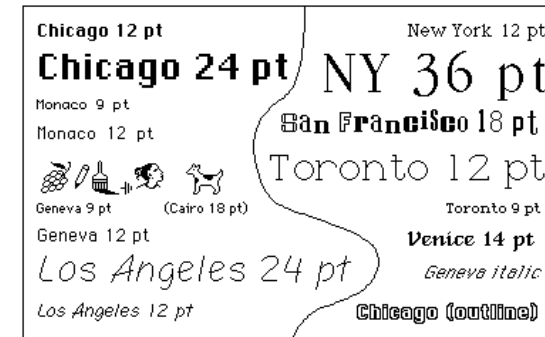 Chicago 12 pt
Chicago 24 pt
Monaco 9 pt
Monaco 12 pt
Geneva 9 pt
(Cairo 18 pt)
Geneva 12 pt
Los Angeles 24 pt
Los Angeles 12 pt
New York 12 pt
NY 36 pt
San Francisco 18 pt
Toronto 12 pt
Toronto 9 pt
Venice 14 pt
Geneva italic
Chicago (outline)